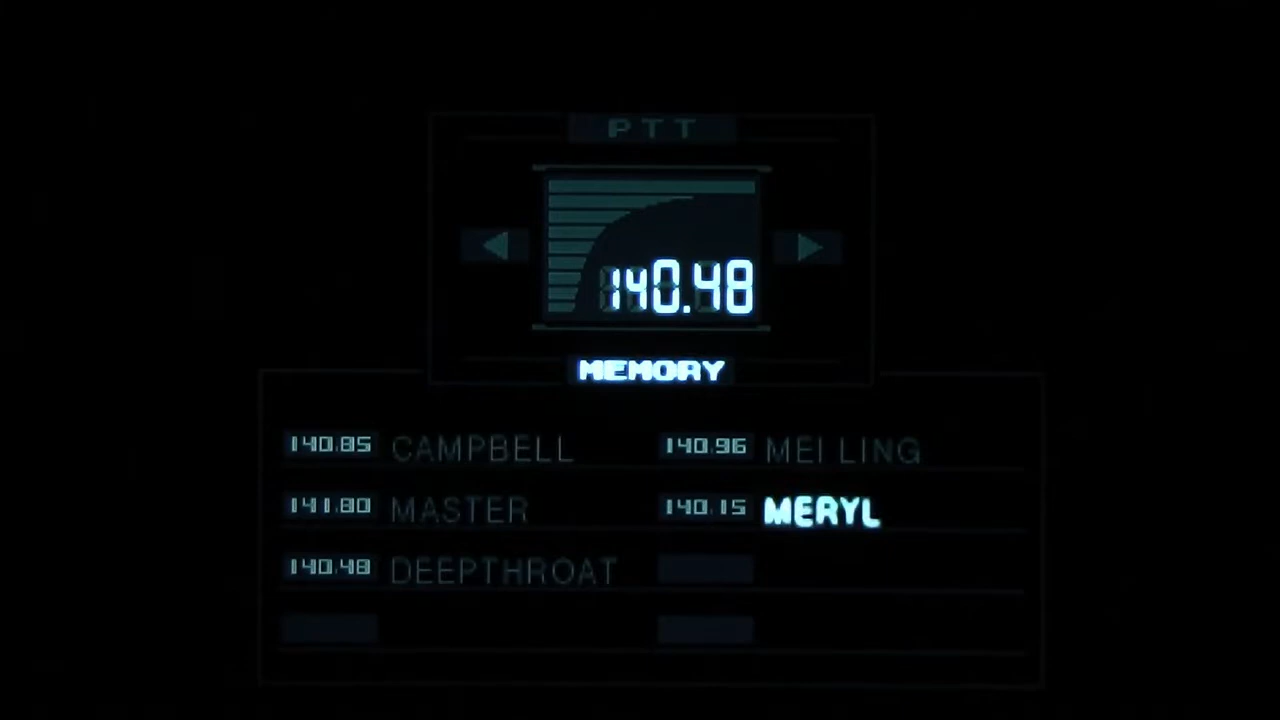 PTT
140.48
MEMORY
140.85 CAMPBELL 140.96 MEI LING
141.80 MASTER 140.15 MERYL
140.48 DEEPTHROAT